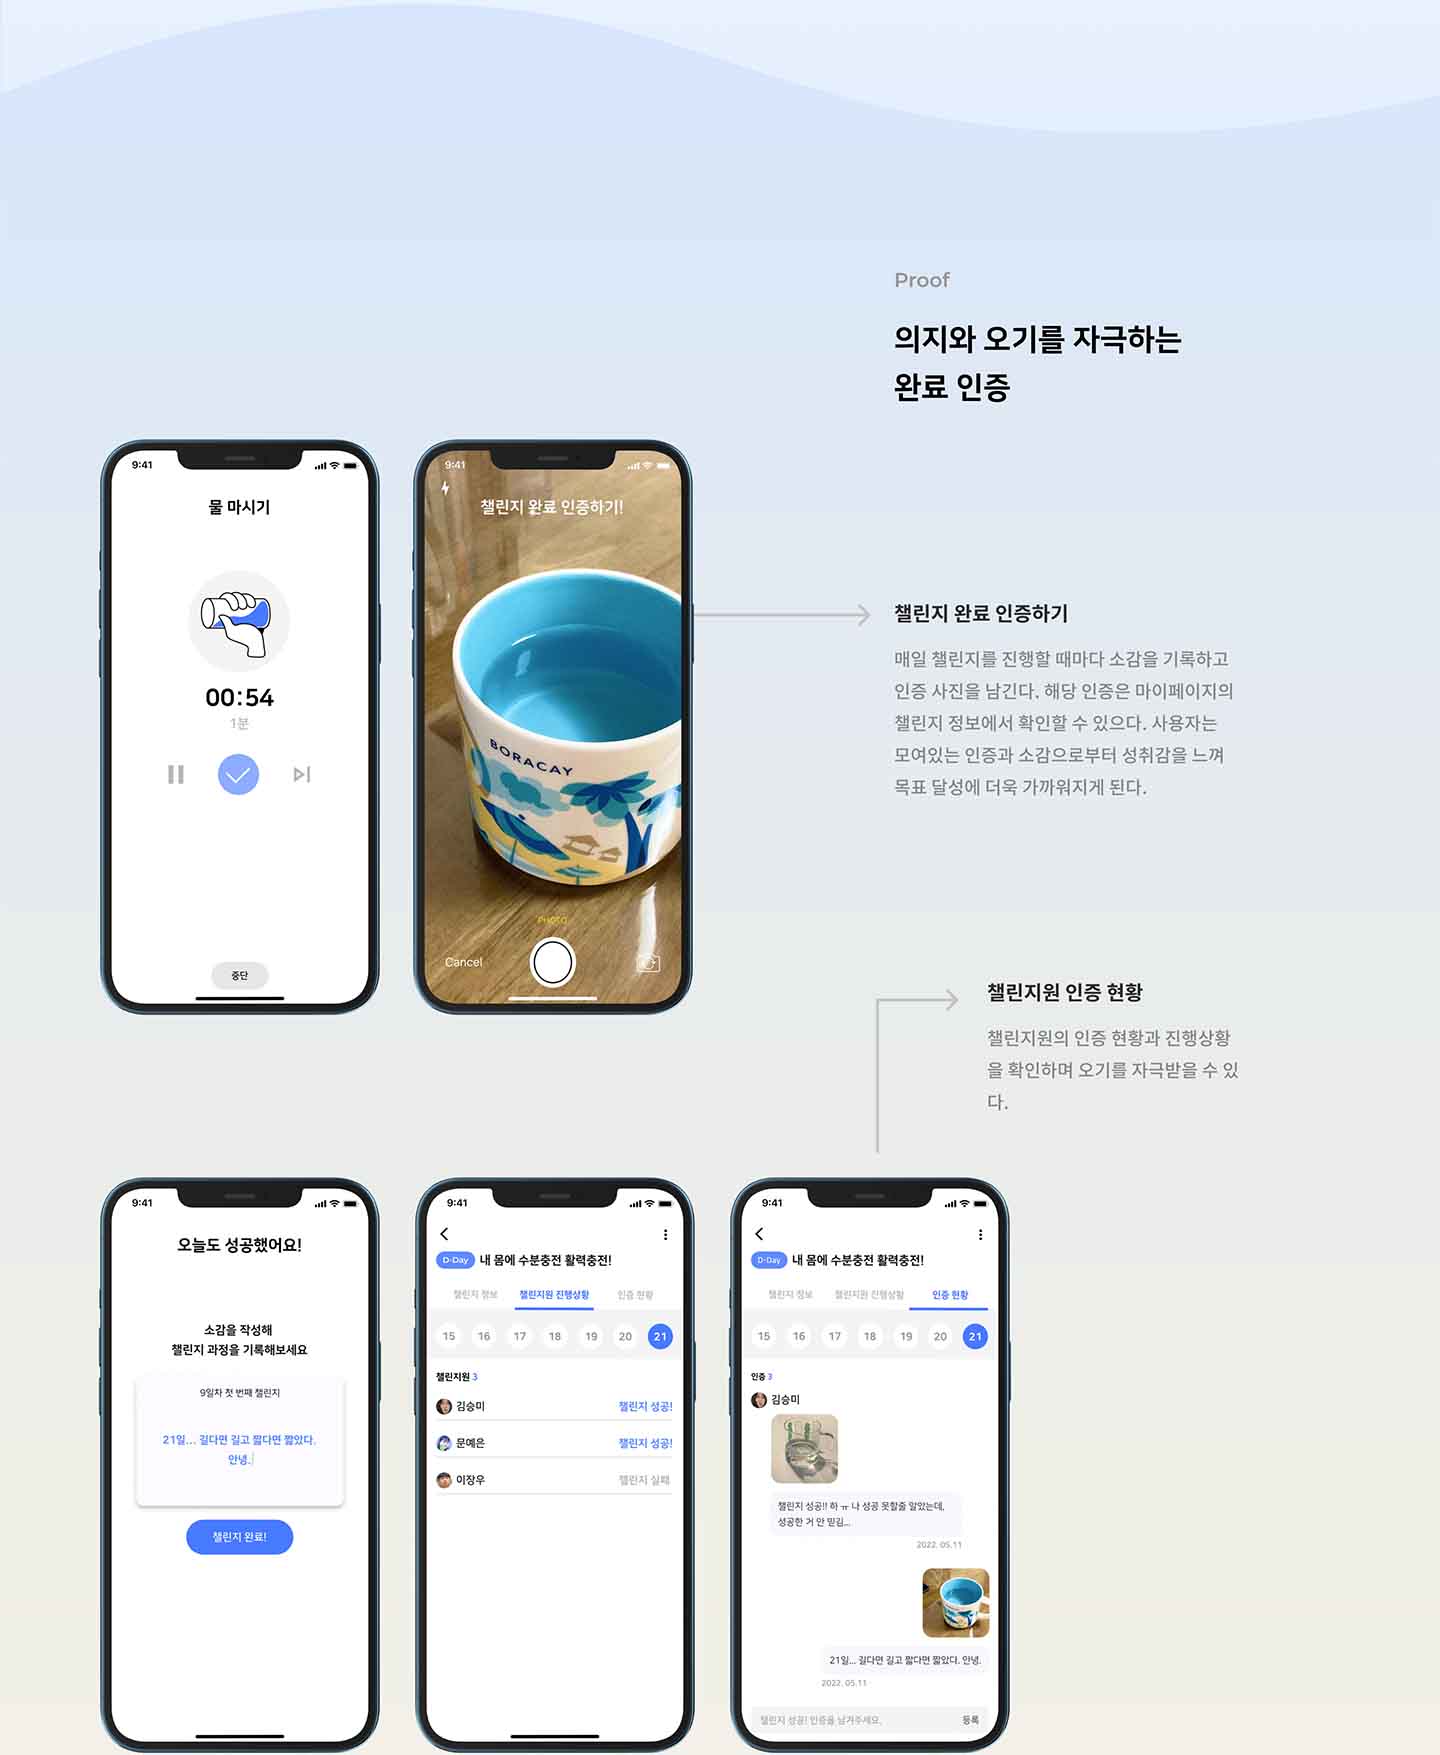 Proof
의지와 오기를 자극하는
완료 인증
9:41
물 마시기
00:54
1분
중단
9:41
챌린지 완료 인증하기!
BORACAY
PHOTO
Cancel
챌린지 완료 인증하기
매일 챌린지를 진행할 때마다 소감을 기록하고
인증 사진을 남긴다. 해당 인증은 마이페이지의
챌린지 정보에서 확인할 수 있으다. 사용자는
모여있는 인증과 소감으로부터 성취감을 느껴
목표 달성에 더욱 가까워지게 된다.
챌린지원 인증 현황
챌린지원의 인증 현황과 진행상황
을 확인하며 오기를 자극받을 수 있
다.
9:41
오늘도 성공했어요!
소감을 작성해
챌린지 과정을 기록해보세요
9일차 첫 번째 챌린지
21일... 길다면 길고 짧다면 짧았다.
안녕.
챌린지 완료!
9:41
D-Day 내 몸에 수분충전 활력충전!
챌린지 정보 챌린지원 진행상황 인증 현황
15 16 17 18 19 20 21
챌린지원 3
김승미 챌린지 성공!
문예은 챌린지 성공!
이장우 챌린지 실패
9:41
D-Day 내 몸에 수분충전 활력충전!
챌린지 정보 챌린지원 진행상황 인증 현황
15 16 17 18 19 20 21
인증 3
김승미
챌린지 성공!! 하 ㅠ 나 성공 못할줄 알았는데,
성공한 거 안 믿김...
2022. 05.11
21일... 길다면 길고 짧다면 짧았다. 안녕.
2022. 05.11
챌린지 성공! 인증을 남겨주세요. 등록